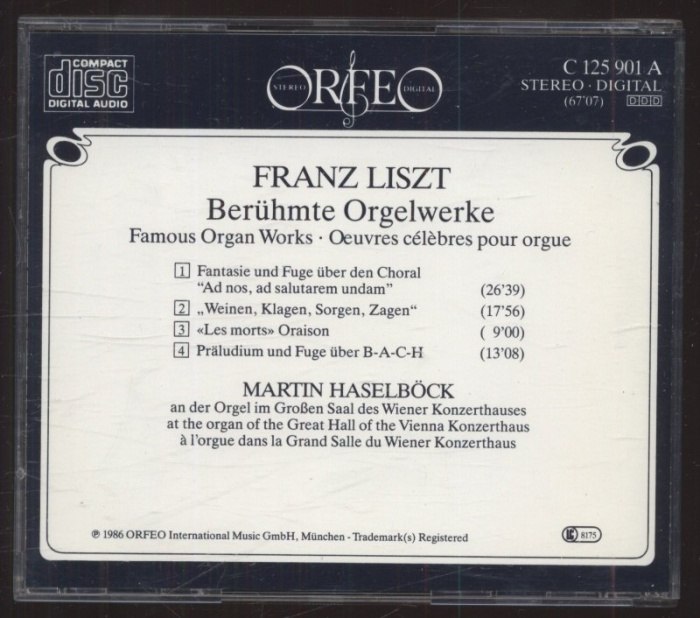 COMPACT
disc
DIGITAL AUDIO
STEREO ORFEO DIGITAL
C 125 901 A
STEREO · DIGITAL
(67'07) DDD
FRANZ LISZT
Berühmte Orgelwerke
Famous Organ Works · Oeuvres célèbres pour orgue
1 Fantasie und Fuge über den Choral
“Ad nos, ad salutarem undam” (26'39)
2 „Weinen, Klagen, Sorgen, Zagen“ (17'56)
3 «Les morts» Oraison ( 9'00)
4 Präludium und Fuge über B-A-C-H (13'08)
MARTIN HASELBÖCK
an der Orgel im Großen Saal des Wiener Konzerthauses
at the organ of the Great Hall of the Vienna Konzerthaus
à l'orgue dans la Grand Salle du Wiener Konzerthaus
℗ 1986 ORFEO International Music GmbH, München - Trademark(s) Registered
LC 8175